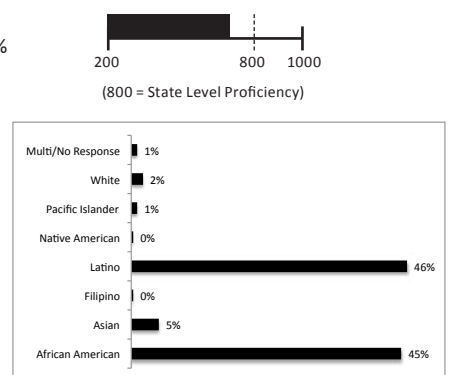 %
200 800 1000
(800 = State Level Proficiency)
Multi/No Response 1%
White 2%
Pacific Islander 1%
Native American 0%
Latino 46%
Filipino 0%
Asian 5%
African American 45%